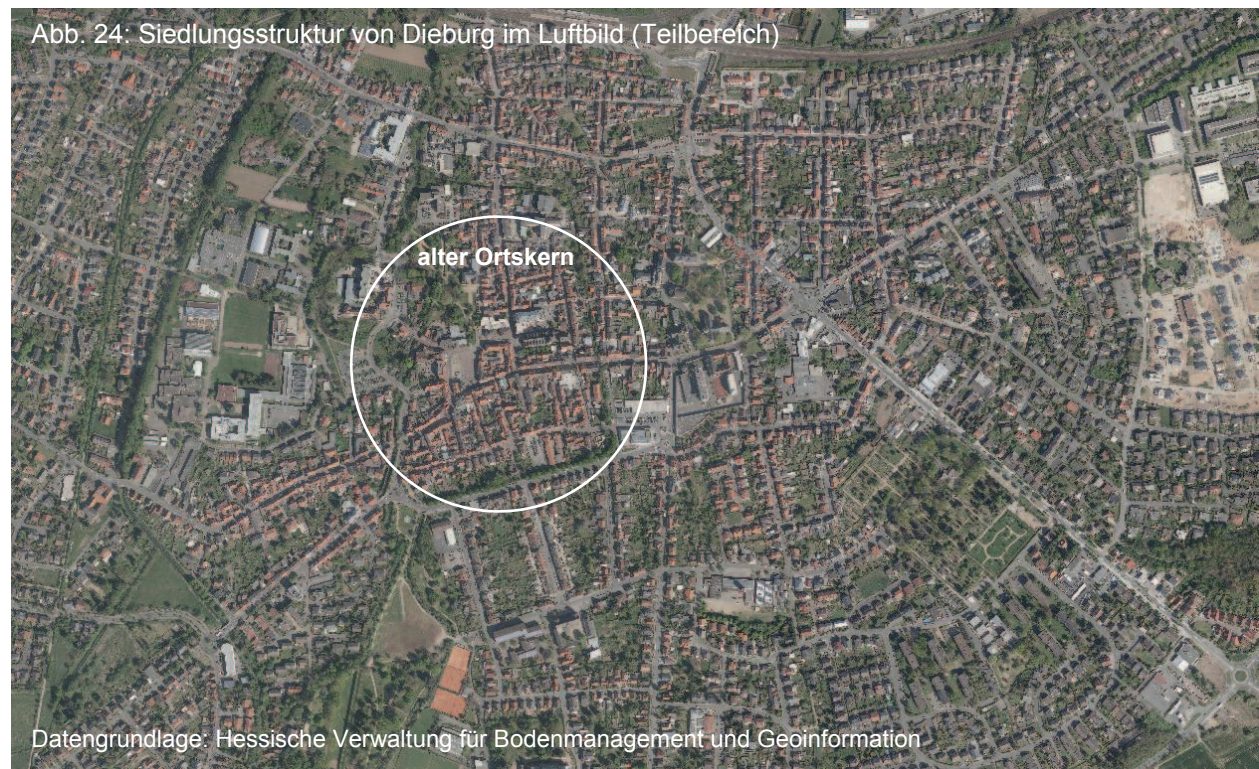 Abb. 24: Siedlungsstruktur von Dieburg im Luftbild (Teilbereich)
alter Ortskern
Datengrundlage: Hessische Verwaltung für Bodenmanagement und Geoinformation